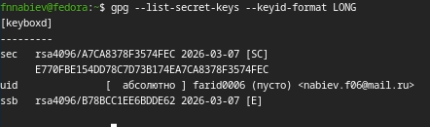 fnnabiev@fedora:~$ gpg --list-secret-keys --keyid-format LONG
[keyboxd]
---------
sec   rsa4096/A7CA8378F3574FEC 2026-03-07 [SC]
      E770FBE154DD78C7D73B174EA7CA8378F3574FEC
uid                 [  абсолютно ] farid0006 (пусто) <nabiev.f06@mail.ru>
ssb   rsa4096/B78BCC1EE6BDDE62 2026-03-07 [E]